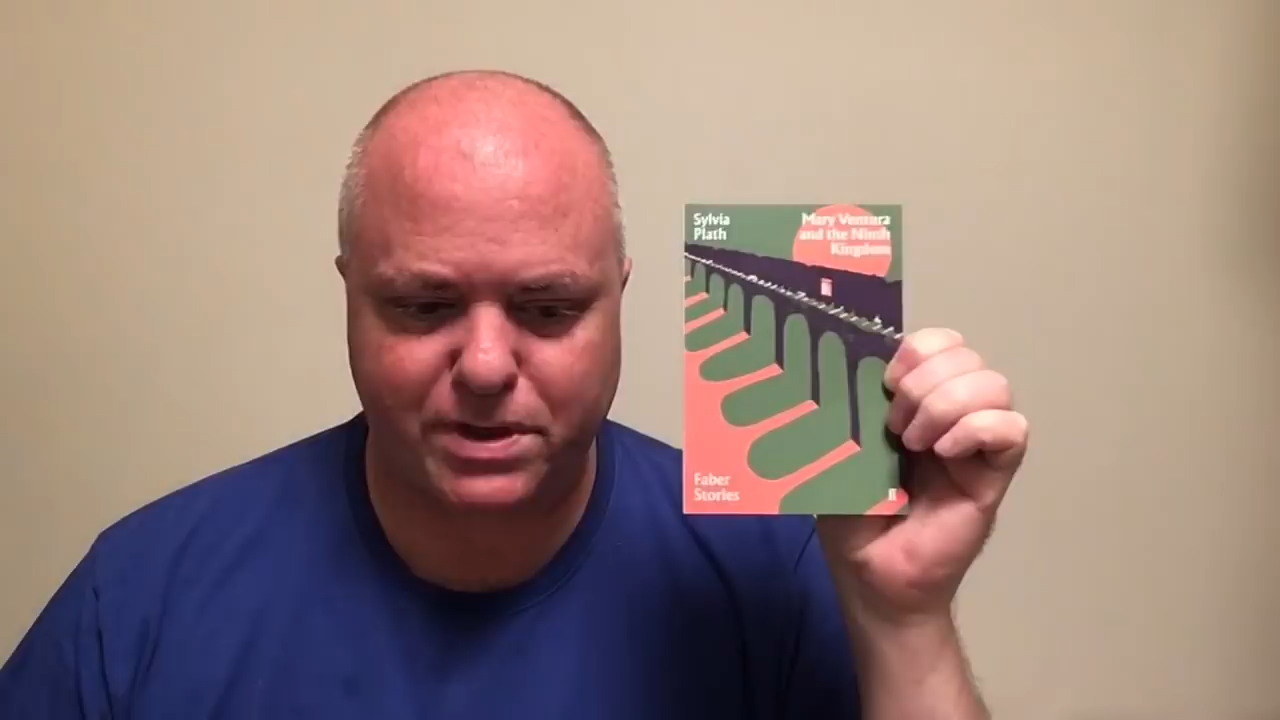 Sylvia
Plath
Mary Ventura
and the Ninth
Kingdom
Faber
Stories